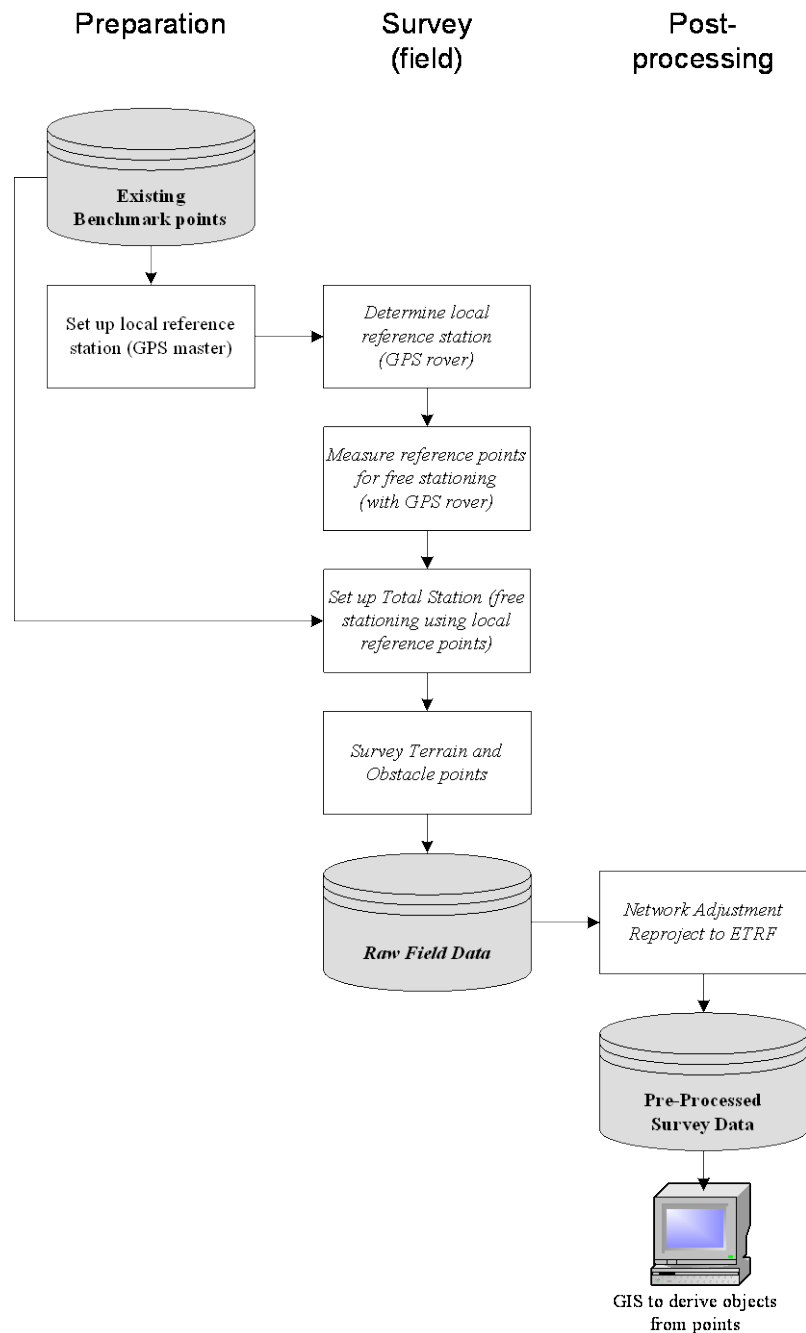 Preparation
Survey
(field)
Post-
processing
Existing
Benchmark points
Set up local reference
station (GPS master)
Determine local
reference station
(GPS rover)
Measure reference points
for free stationing
(with GPS rover)
Set up Total Station (free
stationing using local
reference points)
Survey Terrain and
Obstacle points
Raw Field Data
Network Adjustment
Reproject to ETRF
Pre-Processed
Survey Data
GIS to derive objects
from points